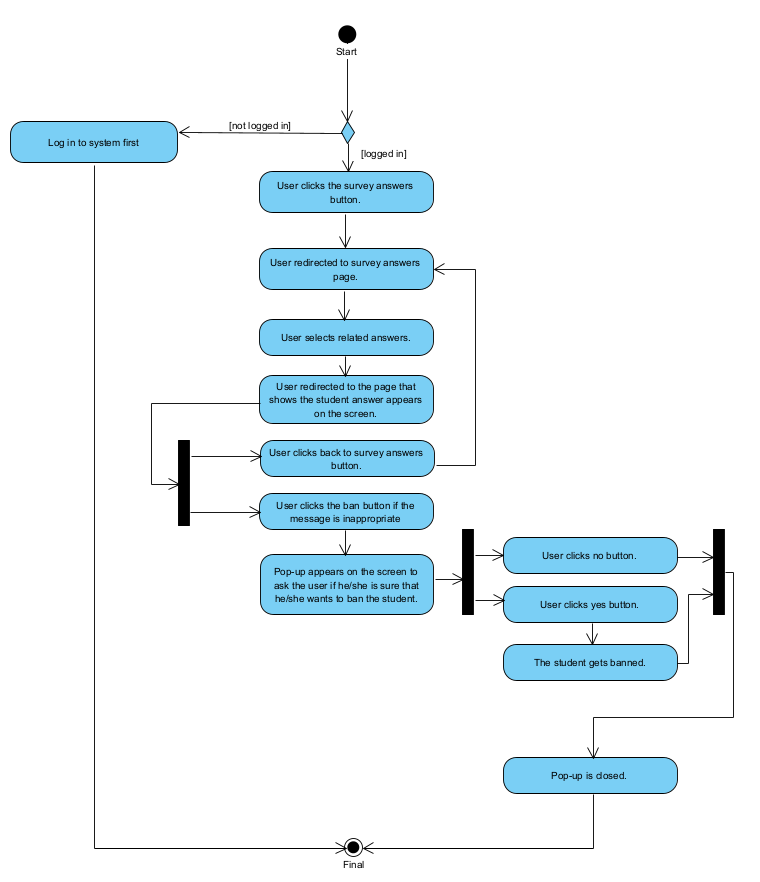 Start
[not logged in]
Log in to system first
[logged in]
User clicks the survey answers
button.
User redirected to survey answers
page.
User selects related answers.
User redirected to the page that
shows the student answer appears
on the screen.
User clicks back to survey answers
button.
User clicks the ban button if the
message is inappropriate
Pop-up appears on the screen to
ask the user if he/she is sure that
he/she wants to ban the student.
User clicks no button.
User clicks yes button.
The student gets banned.
Pop-up is closed.
Final